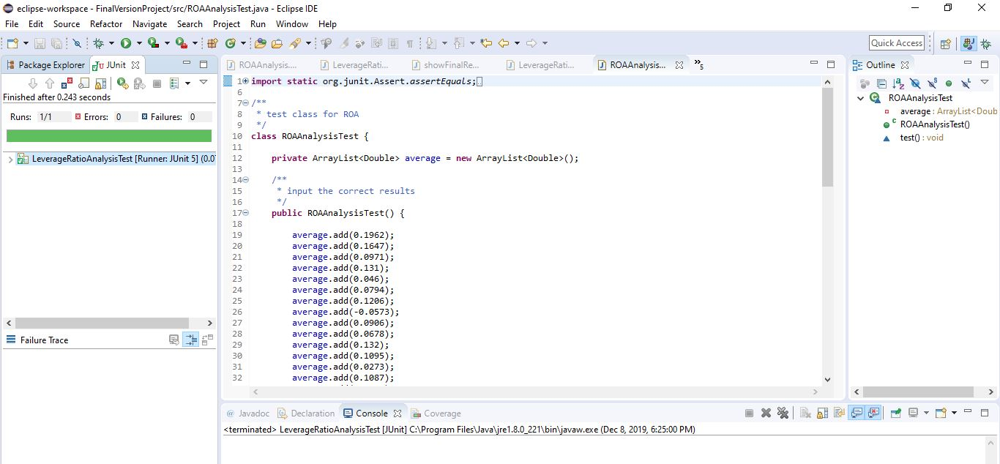 eclipse-workspace - FinalVersionProject/src/ROAAnalysisTest.java - Eclipse IDE
File Edit Source Refactor Navigate Search Project Run Window Help
Quick Access
Package Explorer JUnit
Finished after 0.243 seconds
Runs: 1/1 Errors: 0 Failures: 0
LeverageRatioAnalysisTest [Runner: JUnit 5] (0.0
Failure Trace
ROAAnalysis.... LeverageRati... showFinalRe... LeverageRati... ROAAnalysis... »5
1 import static org.junit.Assert.assertEquals;
6
7 /**
8 * test class for ROA
9 */
10 class ROAAnalysisTest {
11
12 private ArrayList<Double> average = new ArrayList<Double>();
13
14 /**
15 * input the correct results
16 */
17 public ROAAnalysisTest() {
18
19 average.add(0.1962);
20 average.add(0.1647);
21 average.add(0.0971);
22 average.add(0.131);
23 average.add(0.046);
24 average.add(0.0794);
25 average.add(0.1206);
26 average.add(-0.0573);
27 average.add(0.0906);
28 average.add(0.0678);
29 average.add(0.132);
30 average.add(0.1095);
31 average.add(0.0273);
32 average.add(0.1087);
Outline
ROAAnalysisTest
average : ArrayList<Doub
ROAAnalysisTest()
test() : void
@ Javadoc Declaration Console Coverage
<terminated> LeverageRatioAnalysisTest [JUnit] C:\Program Files\Java\jre1.8.0_221\bin\javaw.exe (Dec 8, 2019, 6:25:00 PM)